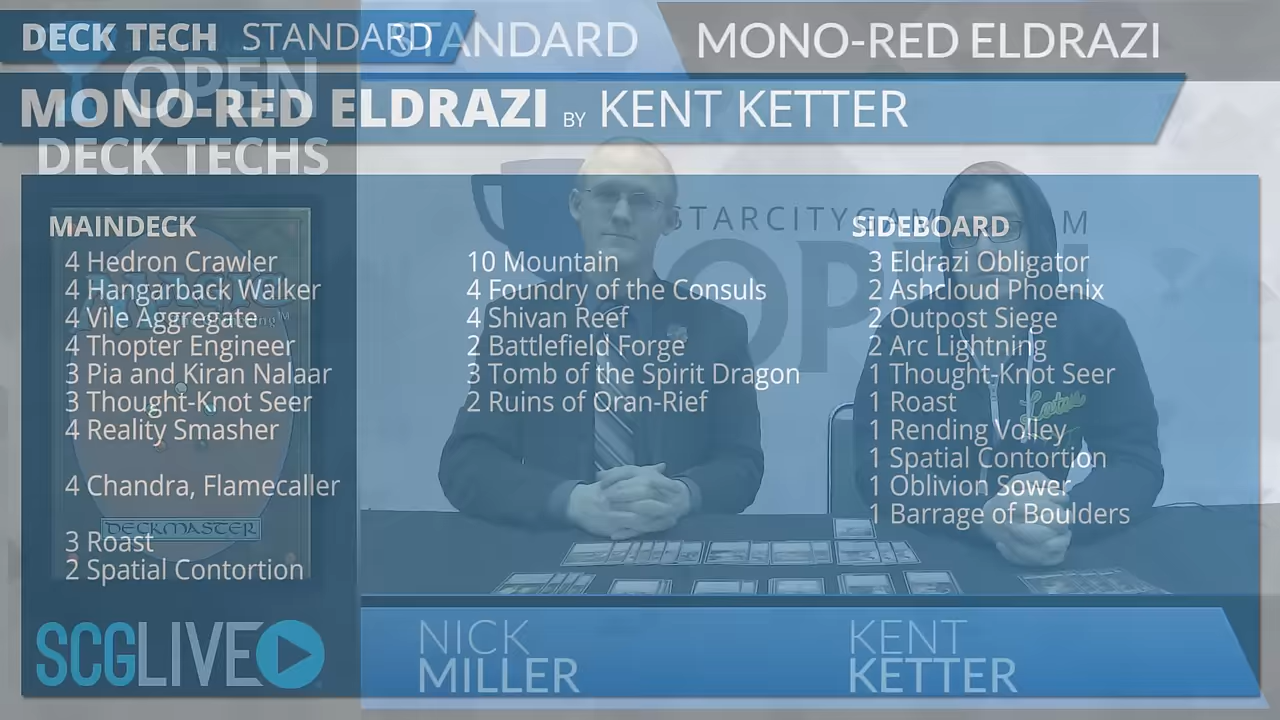 DECK TECH STANDARD
STANDARD
MONO-RED ELDRAZI
OPEN
MONO-RED ELDRAZI BY KENT KETTER
DECK TECHS
STARCITYGAM M
OPE
MAINDECK
4 Hedron Crawler
4 Hangarback Walker
4 Vile Aggregate
4 Thopter Engineer
3 Pia and Kiran Nalaar
3 Thought-Knot Seer
4 Reality Smasher
4 Chandra, Flamecaller
3 Roast
2 Spatial Contortion
DECKMASTER
10 Mountain
4 Foundry of the Consuls
4 Shivan Reef
2 Battlefield Forge
3 Tomb of the Spirit Dragon
2 Ruins of Oran-Rief
SIDEBOARD
3 Eldrazi Obligator
2 Ashcloud Phoenix
2 Outpost Siege
2 Arc Lightning
1 Thought-Knot Seer
1 Roast
1 Rending Volley
1 Spatial Contortion
1 Oblivion Sower
1 Barrage of Boulders
SCGLIVE
NICK
MILLER
KENT
KETTER